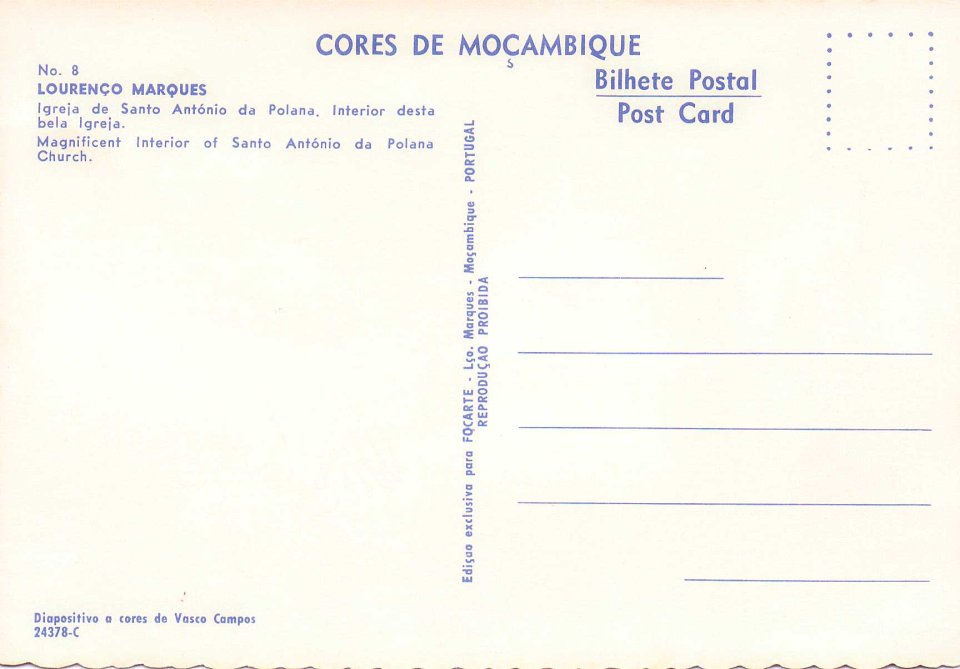 CORES DE MOÇAMBIQUE
No. 8
LOURENÇO MARQUES
Igreja de Santo António da Polana. Interior desta
bela Igreja.
Magnificent Interior of Santo António da Polana
Church.
Bilhete Postal
Post Card
Edição exclusiva para FOCARTE - Lço. Marques - Moçambique - PORTUGAL
REPRODUÇÃO PROIBIDA
Diapositivo a cores de Vasco Campos
24378-C